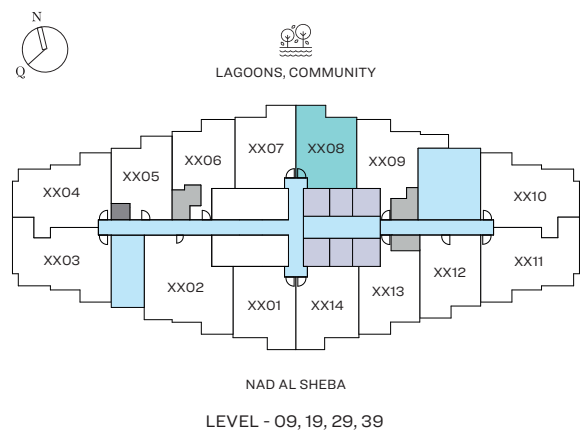 N
Q
LAGOONS, COMMUNITY
XX07
XX08
XX06
XX09
XX05
XX04
XX10
XX03
XX11
XX12
XX02
XX13
XX01
XX14
NAD AL SHEBA
LEVEL - 09, 19, 29, 39